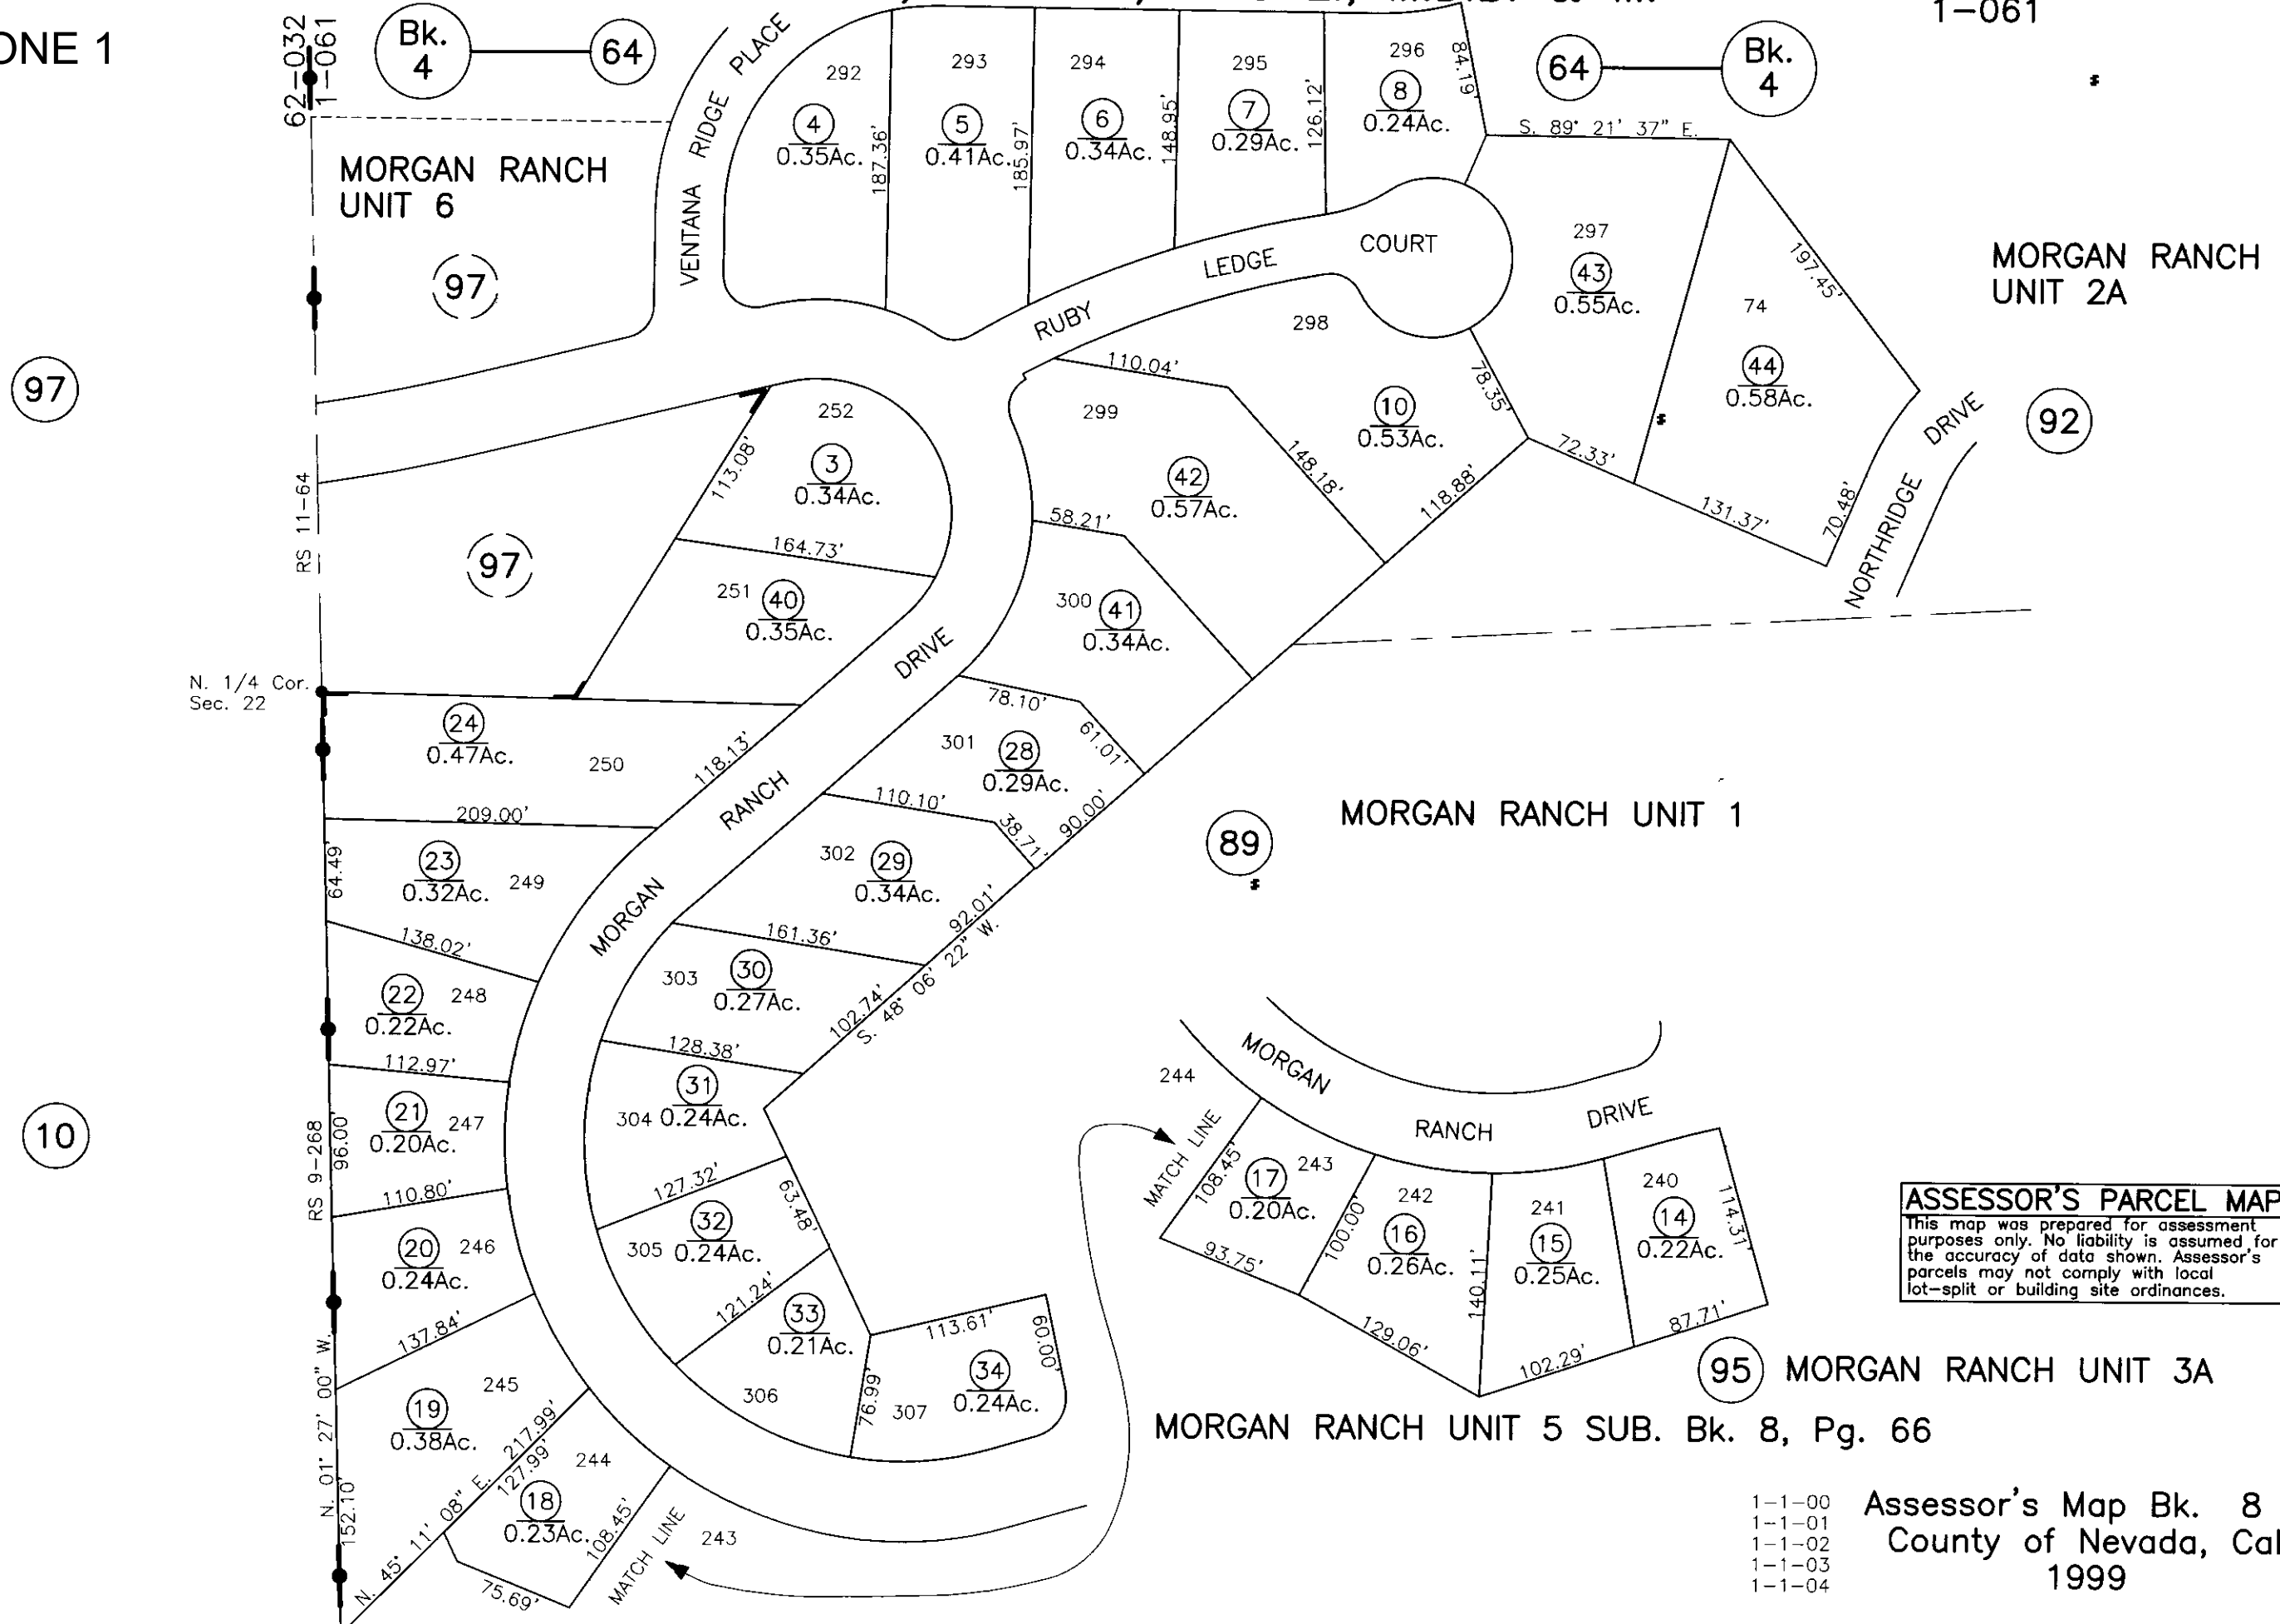 ONE 1
62-032
1-061
Bk.
4
64
64
Bk.
4
1-061
MORGAN RANCH
UNIT 6
97
97
97
RS 11-64
VENTANA RIDGE PLACE
292
4
0.35Ac.
187.36'
293
5
0.41Ac.
185.97'
294
6
0.34Ac.
148.95'
295
7
0.29Ac.
126.12'
296
8
0.24Ac.
84.19'
S. 89° 21' 37" E.
RUBY LEDGE COURT
297
43
0.55Ac.
74
44
0.58Ac.
197.45'
MORGAN RANCH
UNIT 2A
92
NORTHRIDGE DRIVE
70.48'
131.37'
72.33'
78.35'
298
10
0.53Ac.
110.04'
148.18'
118.88'
299
42
0.57Ac.
58.21'
300
41
0.34Ac.
252
3
0.34Ac.
113.08'
164.73'
251
40
0.35Ac.
N. 1/4 Cor.
Sec. 22
24
0.47Ac.
250
118.13'
209.00'
MORGAN RANCH DRIVE
78.10'
61.01'
301
28
0.29Ac.
110.10'
38.71'
90.00'
302
29
0.34Ac.
92.01'
161.36'
S. 48° 06' 22" W.
102.74'
303
30
0.27Ac.
128.38'
31
304
0.24Ac.
127.32'
63.48'
32
305
0.24Ac.
121.24'
33
0.21Ac.
306
76.99'
113.61'
60.00'
34
0.24Ac.
307
64.49'
23
0.32Ac.
249
138.02'
22
248
0.22Ac.
112.97'
10
RS 9-268
96.00'
21
247
0.20Ac.
110.80'
20
246
0.24Ac.
137.84'
N. 01° 27' 00" W.
152.10'
19
245
0.38Ac.
217.99'
N. 45° 11' 08" E.
127.99'
244
18
0.23Ac.
108.45'
75.69'
MATCH LINE
243
89
MORGAN RANCH UNIT 1
MORGAN RANCH DRIVE
244
MATCH LINE
108.45'
243
17
0.20Ac.
93.75'
100.00'
242
16
0.26Ac.
129.06'
140.11'
241
15
0.25Ac.
102.29'
240
14
0.22Ac.
114.31'
87.71'
ASSESSOR'S PARCEL MAP
This map was prepared for assessment
purposes only. No liability is assumed for
the accuracy of data shown. Assessor's
parcels may not comply with local
lot-split or building site ordinances.
95 MORGAN RANCH UNIT 3A
MORGAN RANCH UNIT 5 SUB. Bk. 8, Pg. 66
1-1-00
1-1-01
1-1-02
1-1-03
1-1-04
Assessor's Map Bk. 8
County of Nevada, Cal
1999